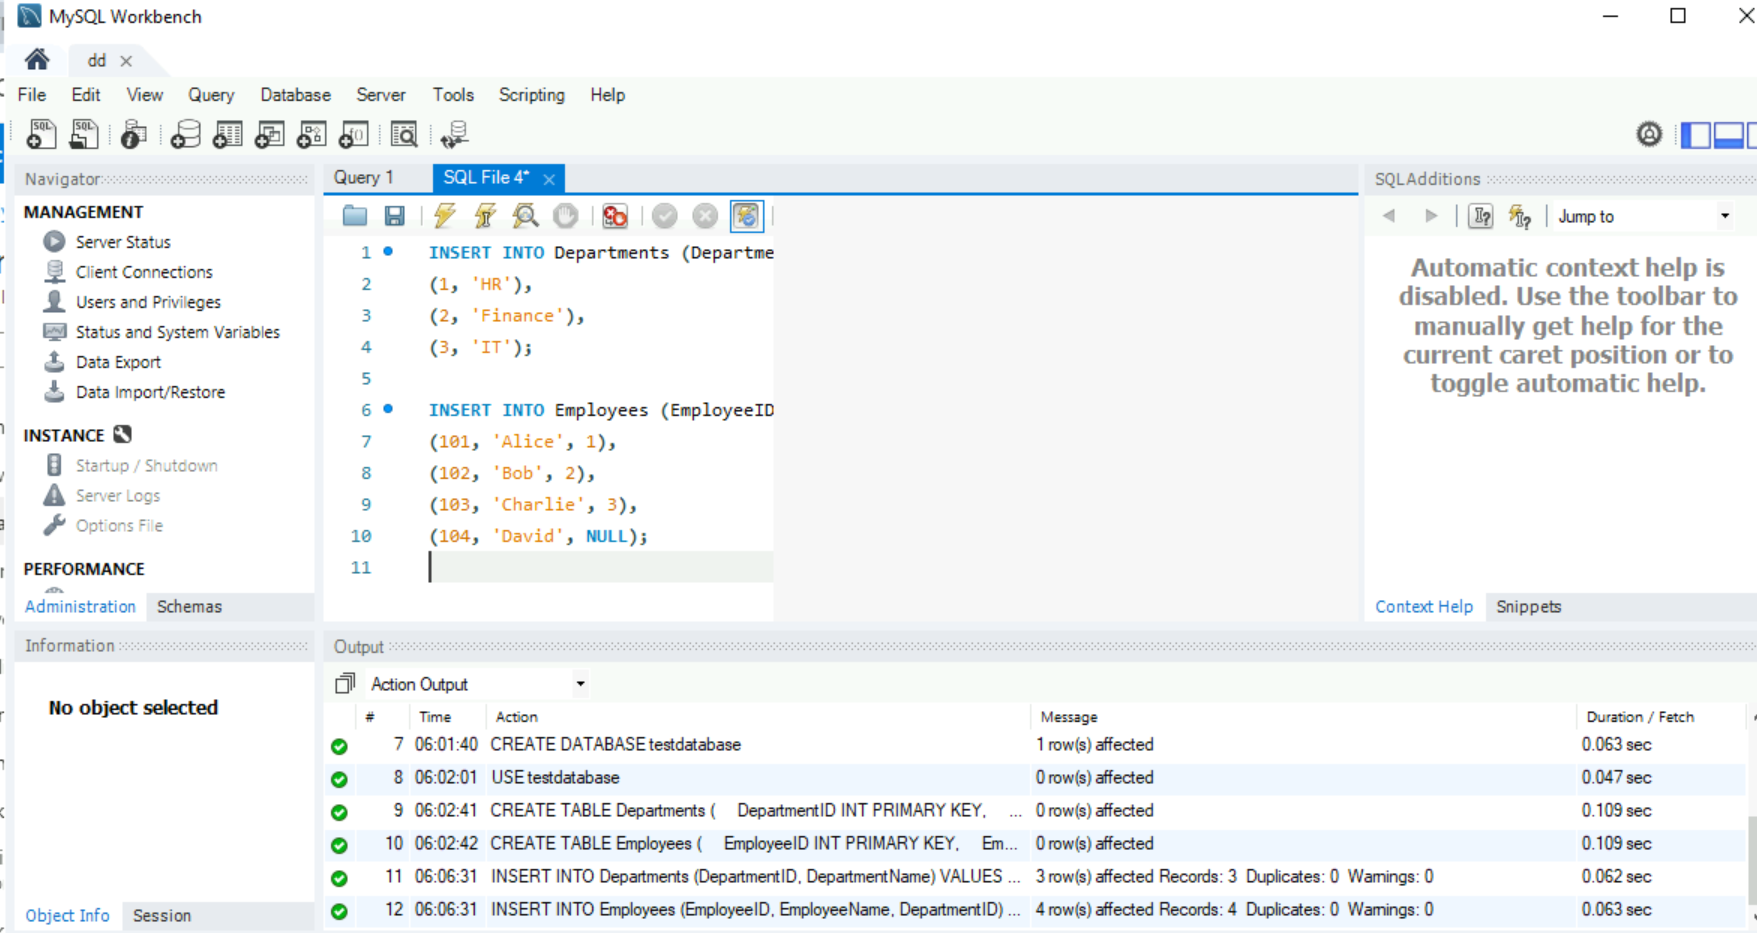 MySQL Workbench
dd
File Edit View Query Database Server Tools Scripting Help
Navigator
MANAGEMENT
Server Status
Client Connections
Users and Privileges
Status and System Variables
Data Export
Data Import/Restore
INSTANCE
Startup / Shutdown
Server Logs
Options File
PERFORMANCE
Administration Schemas
Information
No object selected
Object Info Session
Query 1 SQL File 4*
1 INSERT INTO Departments (Departme
2 (1, 'HR'),
3 (2, 'Finance'),
4 (3, 'IT');
5
6 INSERT INTO Employees (EmployeeID
7 (101, 'Alice', 1),
8 (102, 'Bob', 2),
9 (103, 'Charlie', 3),
10 (104, 'David', NULL);
11
SQLAdditions
Jump to
Automatic context help is
disabled. Use the toolbar to
manually get help for the
current caret position or to
toggle automatic help.
Context Help Snippets
Output
Action Output
# Time Action Message Duration / Fetch
7 06:01:40 CREATE DATABASE testdatabase 1 row(s) affected 0.063 sec
8 06:02:01 USE testdatabase 0 row(s) affected 0.047 sec
9 06:02:41 CREATE TABLE Departments ( DepartmentID INT PRIMARY KEY, ... 0 row(s) affected 0.109 sec
10 06:02:42 CREATE TABLE Employees ( EmployeeID INT PRIMARY KEY, Em... 0 row(s) affected 0.109 sec
11 06:06:31 INSERT INTO Departments (DepartmentID, DepartmentName) VALUES ... 3 row(s) affected Records: 3 Duplicates: 0 Warnings: 0 0.062 sec
12 06:06:31 INSERT INTO Employees (EmployeeID, EmployeeName, DepartmentID) ... 4 row(s) affected Records: 4 Duplicates: 0 Warnings: 0 0.063 sec